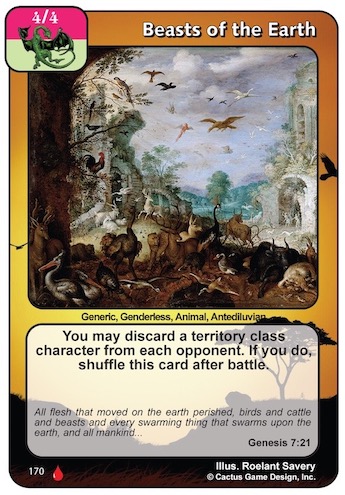 4/4
Beasts of the Earth
Generic, Genderless, Animal, Antediluvian
You may discard a territory class
character from each opponent. If you do,
shuffle this card after battle.
All flesh that moved on the earth perished, birds and cattle
and beasts and every swarming thing that swarms upon the
earth, and all mankind...
Genesis 7:21
170
Illus. Roelant Savery
© Cactus Game Design, Inc.